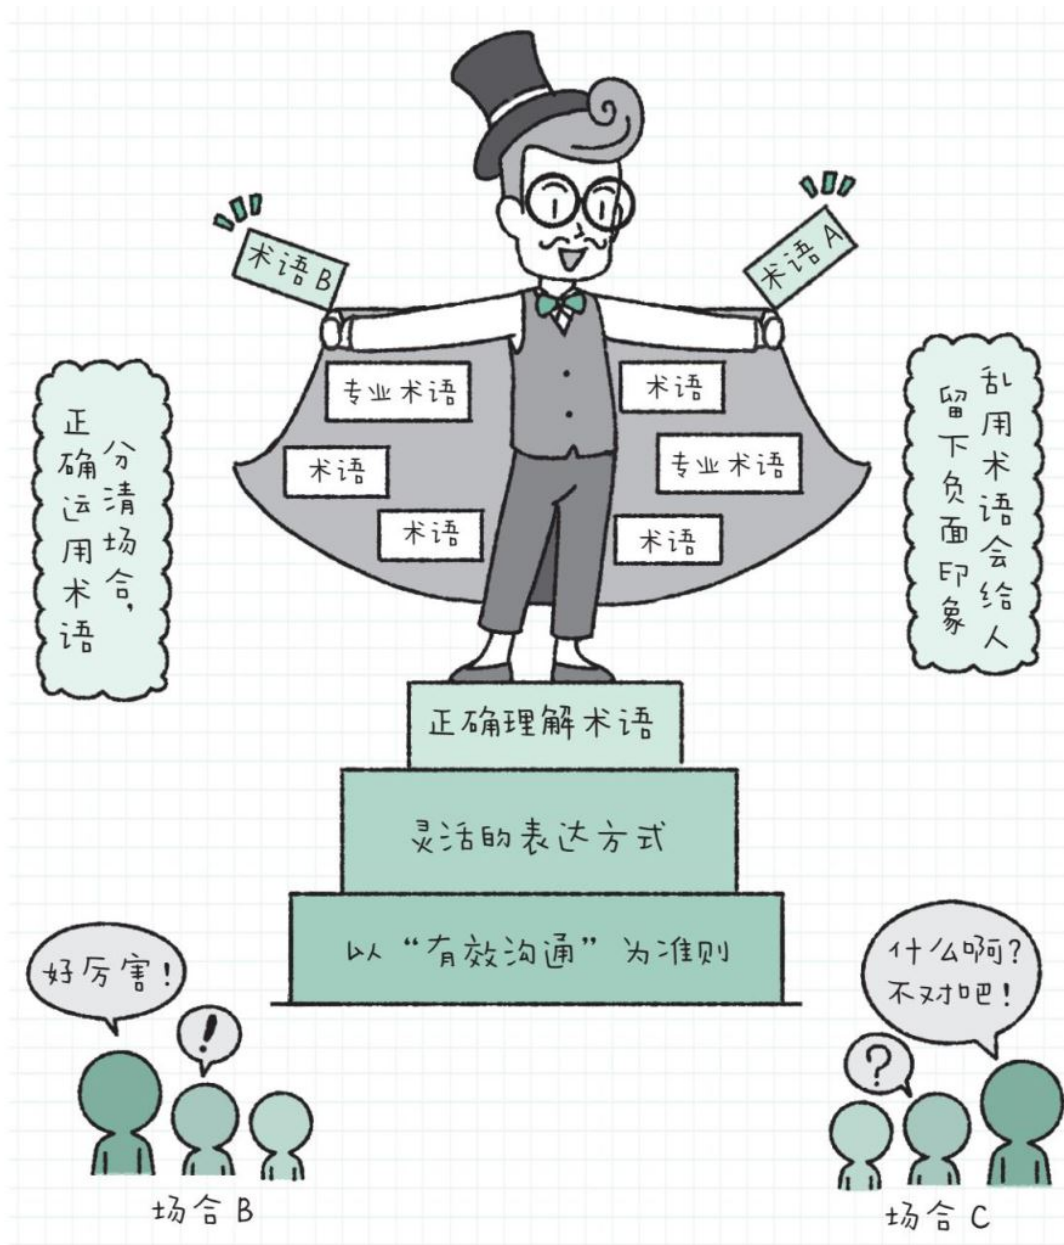 术语B
术语A
专业术语
术语
术语
专业术语
术语
术语
分清场合，
正确运用术语
乱用术语会给人
留下负面印象
正确理解术语
灵活的表达方式
以“有效沟通”为准则
好厉害！
！
什么啊？
不对吧！
？
场合B
场合C